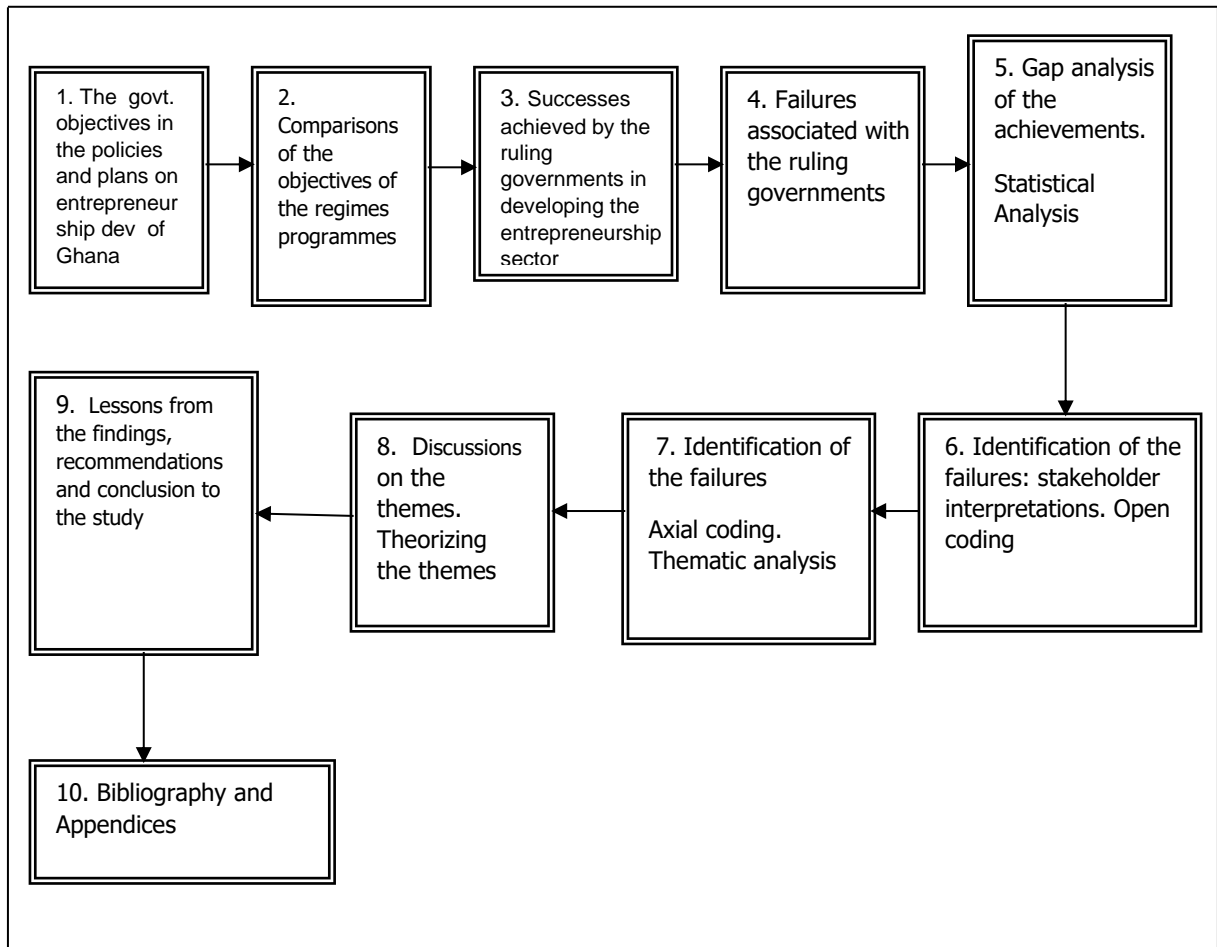 1. The govt.
objectives in
the policies
and plans on
entrepreneur
ship dev of
Ghana
2.
Comparisons
of the
objectives of
the regimes
programmes
3. Successes
achieved by the
ruling
governments in
developing the
entrepreneurship
sector
4. Failures
associated with
the ruling
governments
5. Gap analysis
of the
achievements.
Statistical
Analysis
6. Identification of the
failures: stakeholder
interpretations. Open
coding
7. Identification of
the failures
Axial coding.
Thematic analysis
8. Discussions
on the
themes.
Theorizing
the themes
9. Lessons from
the findings,
recommendations
and conclusion to
the study
10. Bibliography and
Appendices